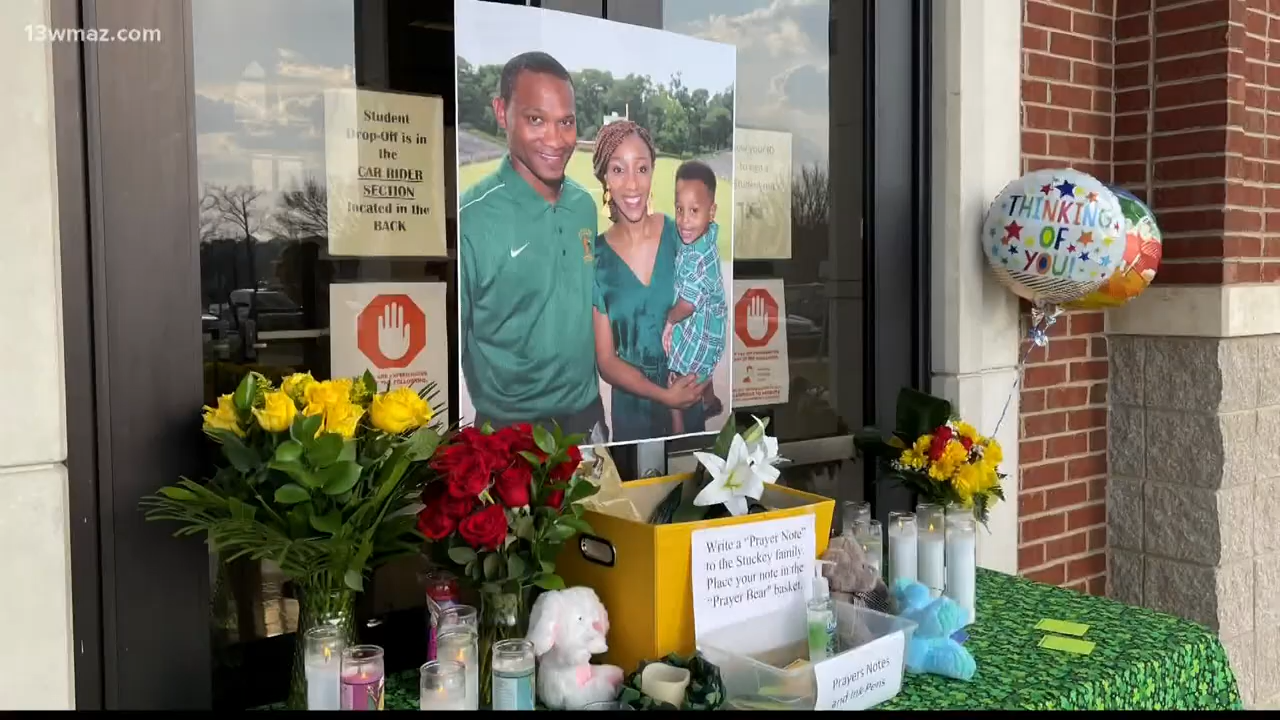 13wmaz.com
Student
Drop-Off is in
the
CAR RIDER
SECTION
located in the
BACK
THINKING
OF
YOU!
Write a "Prayer Note"
to the Stuckey family.
Place your note in the
"Prayer Bear" basket.
Prayers Notes
and Ink Pens